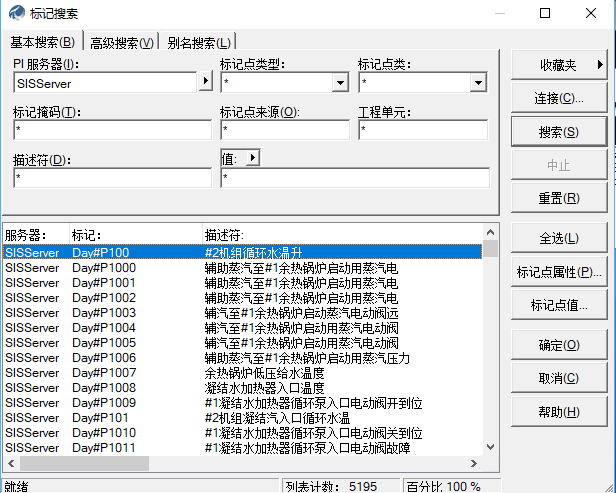 标记搜索
基本搜索(B) 高级搜索(V) 别名搜索(L)
PI 服务器(I): 标记点类型: 标记点类:
SISServer * *
标记掩码(T): 标记点来源(O): 工程单元:
* * *
描述符(D): 值:
* *
收藏夹
连接(C)...
搜索(S)
中止
重置(R)
全选(L)
标记点属性(P)...
标记点值...
确定(O)
取消(C)
帮助(H)
服务器: 标记: 描述符:
SISServer Day#P100 #2机组循环水温升
SISServer Day#P1000 辅助蒸汽至#1余热锅炉启动用蒸汽电
SISServer Day#P1001 辅助蒸汽至#1余热锅炉启动用蒸汽电
SISServer Day#P1002 辅助蒸汽至#1余热锅炉启动用蒸汽电
SISServer Day#P1003 辅汽至#1余热锅炉启动蒸汽电动阀远
SISServer Day#P1004 辅汽至#1余热锅炉启动用蒸汽电动阀
SISServer Day#P1005 辅汽至#1余热锅炉启动用蒸汽电动阀
SISServer Day#P1006 辅助蒸汽至#1余热锅炉启动用蒸汽压力
SISServer Day#P1007 余热锅炉低压给水温度
SISServer Day#P1008 凝结水加热器入口温度
SISServer Day#P1009 #1凝结水加热器循环泵入口电动阀开到位
SISServer Day#P101 #2机组凝结汽入口循环水温
SISServer Day#P1010 #1凝结水加热器循环泵入口电动阀关到位
SISServer Day#P1011 #1凝结水加热器循环泵入口电动阀故障
就绪 列表计数: 5195 百分比 100 %